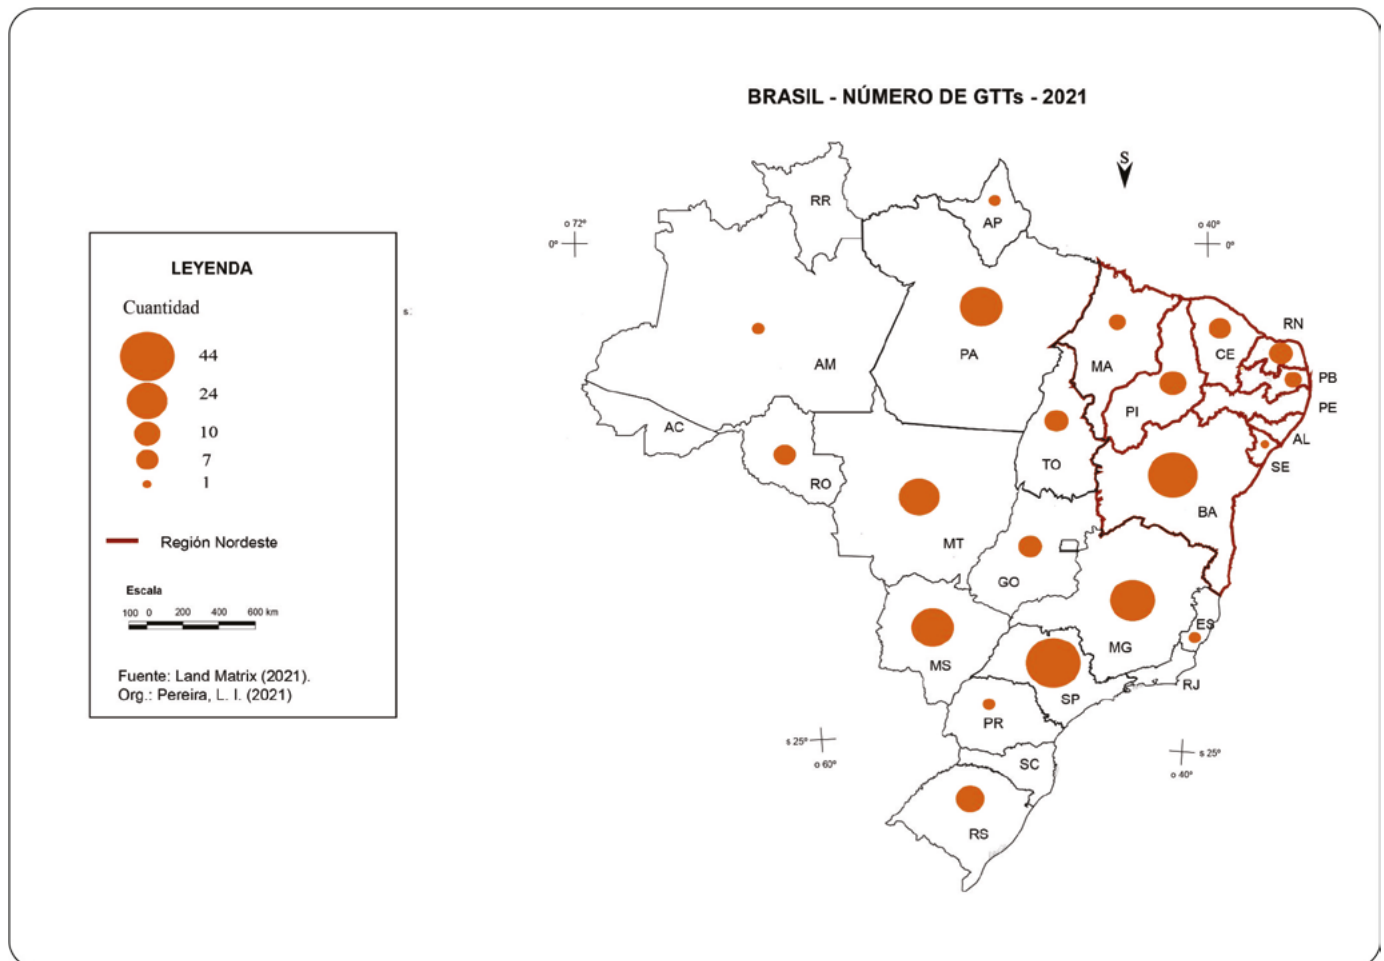 BRASIL - NÚMERO DE GTTs - 2021
S
RR
AP
o 72°
0°
o 40°
0°
LEYENDA
Cuantidad
44
24
10
7
1
Región Nordeste
Escala
100 0 200 400 600 km
Fuente: Land Matrix (2021).
Org.: Pereira, L. I. (2021)
s:
AM
PA
MA
CE
RN
PB
PE
PI
AL
SE
AC
RO
TO
BA
MT
GO
MS
MG
ES
SP
RJ
PR
SC
RS
s 25°
o 60°
s 25°
o 40°